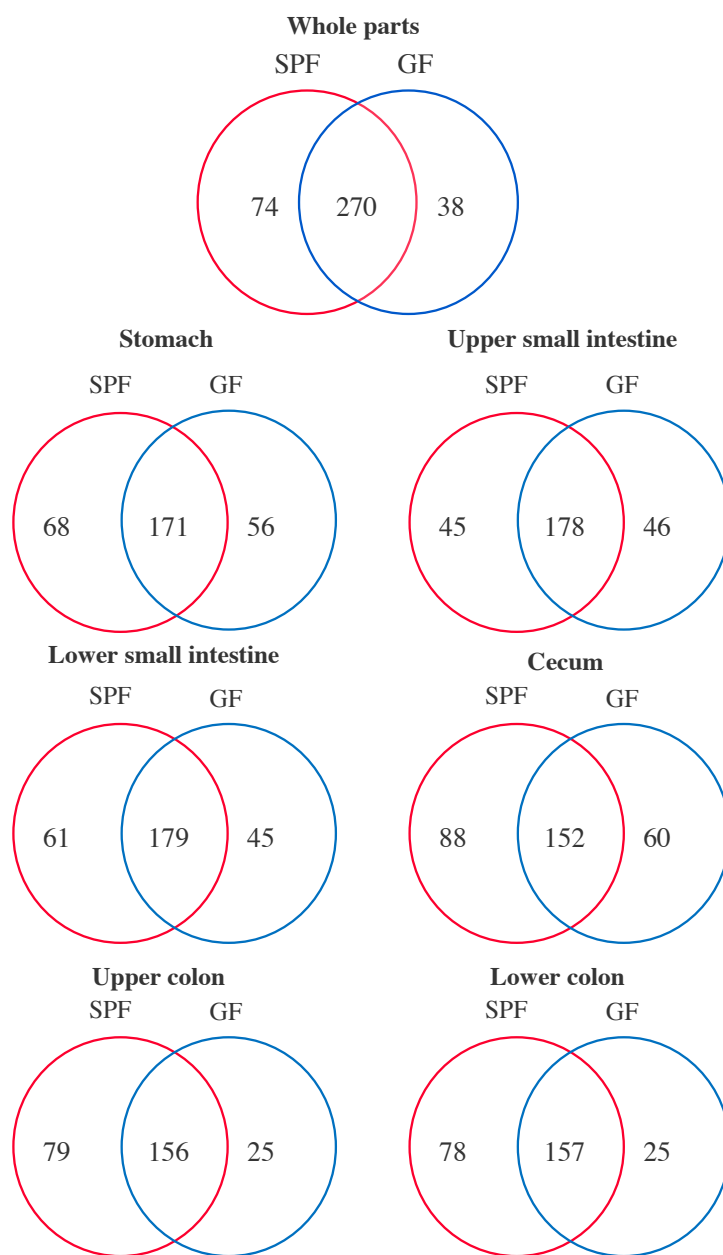 Whole parts
SPF GF
74 270 38
Stomach
SPF GF
68 171 56
Upper small intestine
SPF GF
45 178 46
Lower small intestine
SPF GF
61 179 45
Cecum
SPF GF
88 152 60
Upper colon
SPF GF
79 156 25
Lower colon
SPF GF
78 157 25